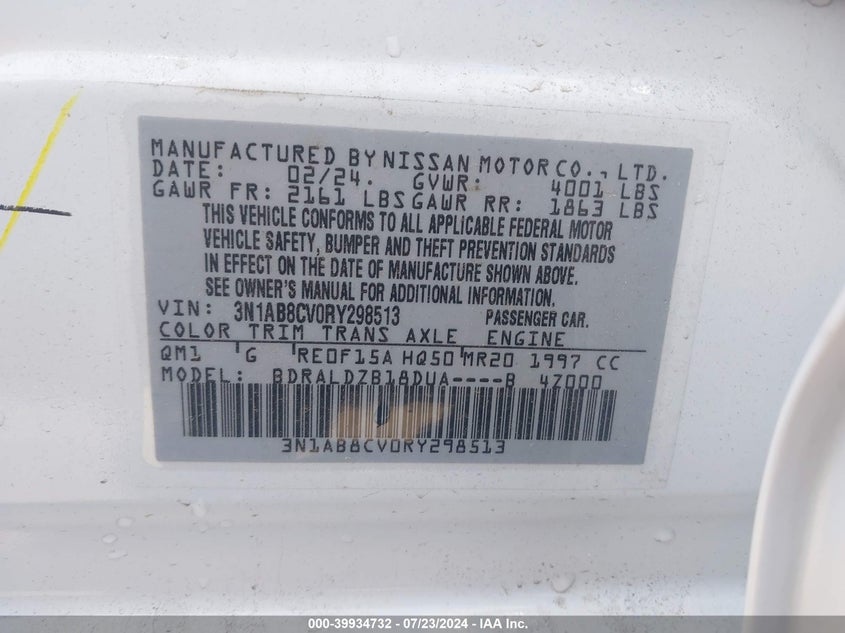 MANUFACTURED BY NISSAN MOTOR CO., LTD.
DATE: 02/24. GVWR: 4001 LBS
GAWR FR: 2161 LBS GAWR RR: 1863 LBS
THIS VEHICLE CONFORMS TO ALL APPLICABLE FEDERAL MOTOR
VEHICLE SAFETY, BUMPER AND THEFT PREVENTION STANDARDS
IN EFFECT ON THE DATE OF MANUFACTURE SHOWN ABOVE.
SEE OWNER'S MANUAL FOR ADDITIONAL INFORMATION.
VIN: 3N1AB8CV0RY298513 PASSENGER CAR.
COLOR TRIM TRANS AXLE ENGINE
QM1 G RE0F15A HQ50 MR20 1997 CC
MODEL: BDRALDZB18DUA----B 4Z000
3N1AB8CV0RY298513
000-39934732 - 07/23/2024 - IAA Inc.